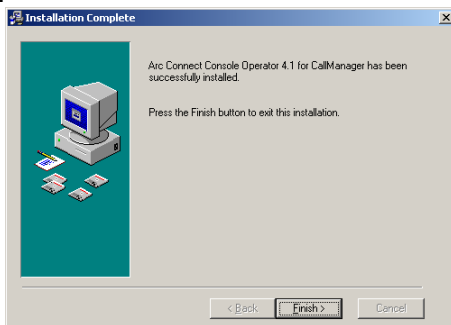 Installation Complete
Arc Connect Console Operator 4.1 for CallManager has been
successfully installed.
Press the Finish button to exit this installation.
< Back
Finish >
Cancel